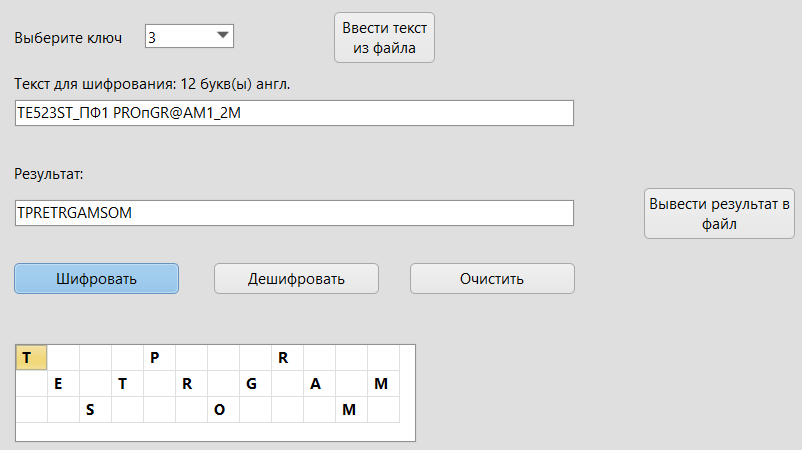 Выберите ключ 3
Ввести текст
из файла
Текст для шифрования: 12 букв(ы) англ.
TE523ST_ПФ1 PROпGR@AM1_2M
Результат:
TPRETRGAMSOM
Вывести результат в
файл
Шифровать Дешифровать Очистить
T P R
E T R G A M
S O M